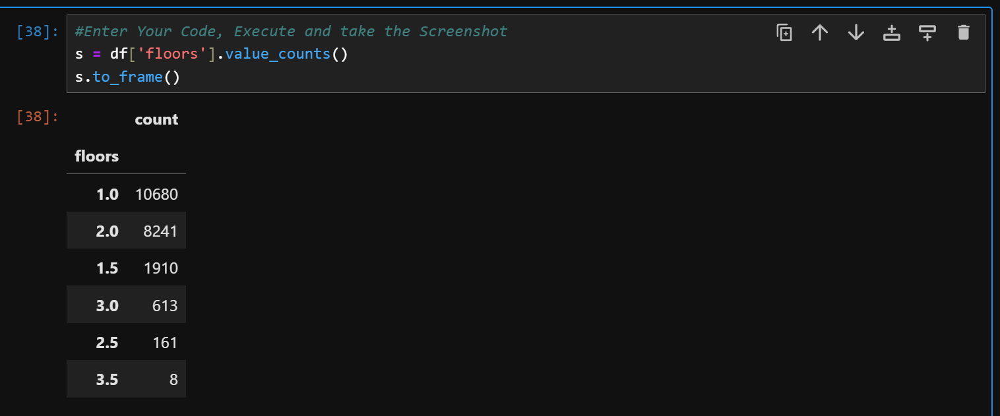 [38]: #Enter Your Code, Execute and take the Screenshot
s = df['floors'].value_counts()
s.to_frame()
[38]: count
floors
1.0 10680
2.0 8241
1.5 1910
3.0 613
2.5 161
3.5 8